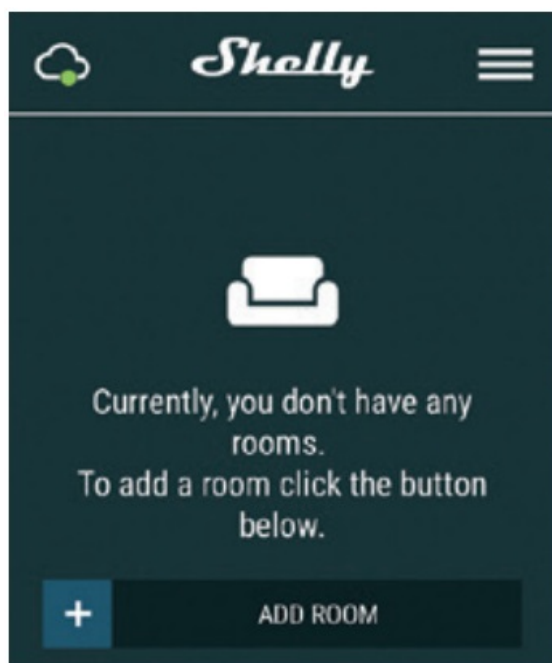 Shelly
Currently, you don't have any
rooms.
To add a room click the button
below.
+ ADD ROOM